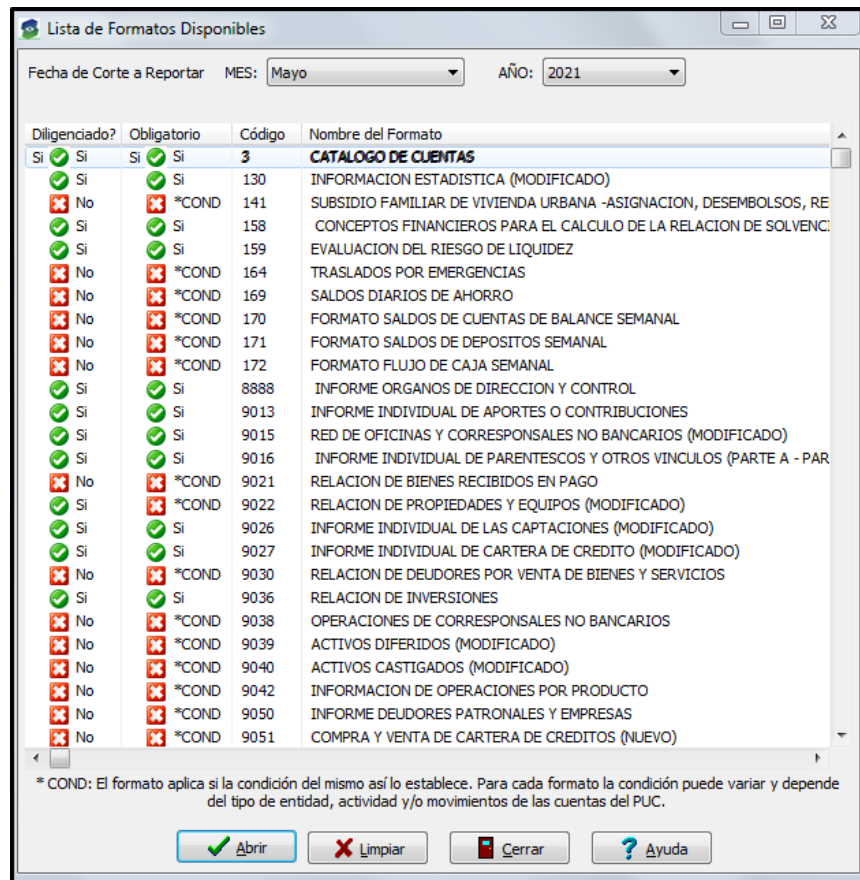 Lista de Formatos Disponibles
Fecha de Corte a Reportar MES: Mayo AÑO: 2021
Diligenciado? Obligatorio Código Nombre del Formato
Si Si Si Si 3 CATALOGO DE CUENTAS
Si Si 130 INFORMACION ESTADISTICA (MODIFICADO)
No *COND 141 SUBSIDIO FAMILIAR DE VIVIENDA URBANA -ASIGNACION, DESEMBOLSOS, RE
Si Si 158 CONCEPTOS FINANCIEROS PARA EL CALCULO DE LA RELACION DE SOLVENCI
Si Si 159 EVALUACION DEL RIESGO DE LIQUIDEZ
No *COND 164 TRASLADOS POR EMERGENCIAS
No *COND 169 SALDOS DIARIOS DE AHORRO
No *COND 170 FORMATO SALDOS DE CUENTAS DE BALANCE SEMANAL
No *COND 171 FORMATO SALDOS DE DEPOSITOS SEMANAL
No *COND 172 FORMATO FLUJO DE CAJA SEMANAL
Si Si 8888 INFORME ORGANOS DE DIRECCION Y CONTROL
Si Si 9013 INFORME INDIVIDUAL DE APORTES O CONTRIBUCIONES
Si Si 9015 RED DE OFICINAS Y CORRESPONSALES NO BANCARIOS (MODIFICADO)
Si Si 9016 INFORME INDIVIDUAL DE PARENTESCOS Y OTROS VINCULOS (PARTE A - PAR
No *COND 9021 RELACION DE BIENES RECIBIDOS EN PAGO
Si *COND 9022 RELACION DE PROPIEDADES Y EQUIPOS (MODIFICADO)
Si Si 9026 INFORME INDIVIDUAL DE LAS CAPTACIONES (MODIFICADO)
Si Si 9027 INFORME INDIVIDUAL DE CARTERA DE CREDITO (MODIFICADO)
No *COND 9030 RELACION DE DEUDORES POR VENTA DE BIENES Y SERVICIOS
Si Si 9036 RELACION DE INVERSIONES
No *COND 9038 OPERACIONES DE CORRESPONSALES NO BANCARIOS
No *COND 9039 ACTIVOS DIFERIDOS (MODIFICADO)
No *COND 9040 ACTIVOS CASTIGADOS (MODIFICADO)
No *COND 9042 INFORMACION DE OPERACIONES POR PRODUCTO
No *COND 9050 INFORME DEUDORES PATRONALES Y EMPRESAS
No *COND 9051 COMPRA Y VENTA DE CARTERA DE CREDITOS (NUEVO)
* COND: El formato aplica si la condición del mismo así lo establece. Para cada formato la condición puede variar y depende
del tipo de entidad, actividad y/o movimientos de las cuentas del PUC.
Abrir Limpiar Cerrar Ayuda